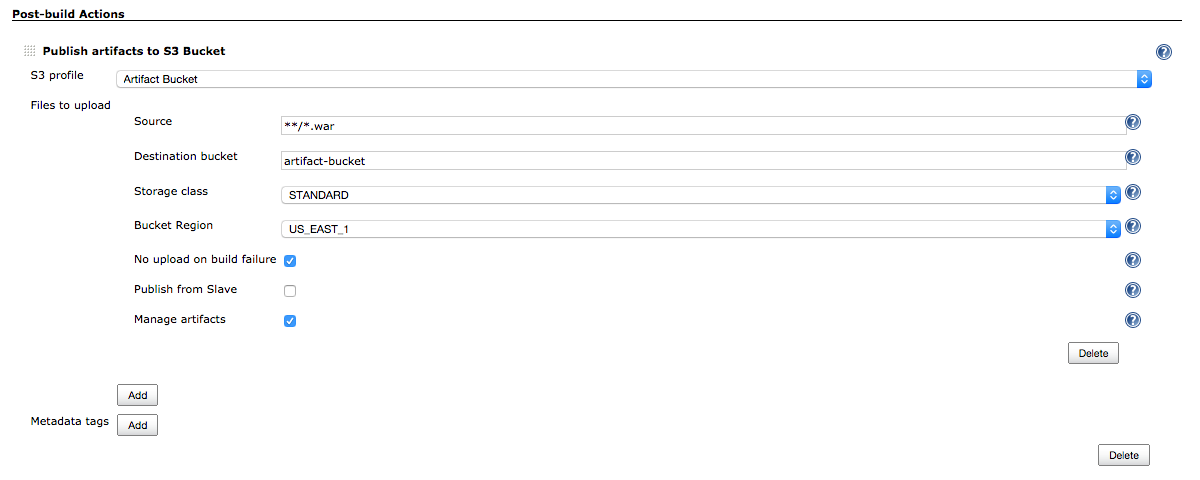 Post-build Actions
Publish artifacts to S3 Bucket
?
S3 profile
Artifact Bucket
Files to upload
Source
**/*.war
?
Destination bucket
artifact-bucket
?
Storage class
STANDARD
?
Bucket Region
US_EAST_1
?
No upload on build failure
?
Publish from Slave
?
Manage artifacts
?
Delete
Add
Metadata tags
Add
Delete